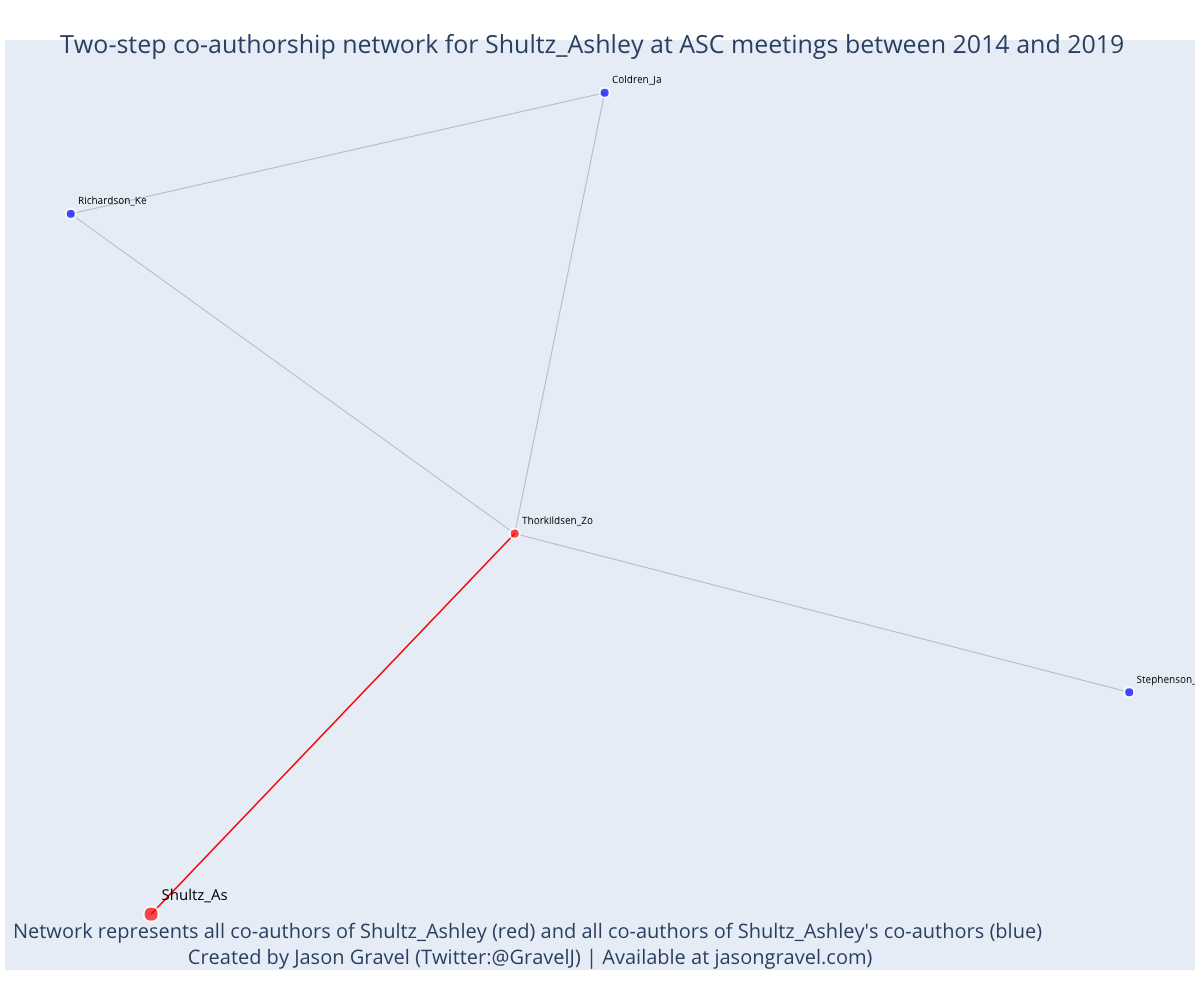 Two-step co-authorship network for Shultz_Ashley at ASC meetings between 2014 and 2019
Coldren_Ja
Richardson_Ke
Thorkildsen_Zo
Stephenson_
Shultz_As
Network represents all co-authors of Shultz_Ashley (red) and all co-authors of Shultz_Ashley's co-authors (blue)
Created by Jason Gravel (Twitter:@GravelJ) | Available at jasongravel.com)